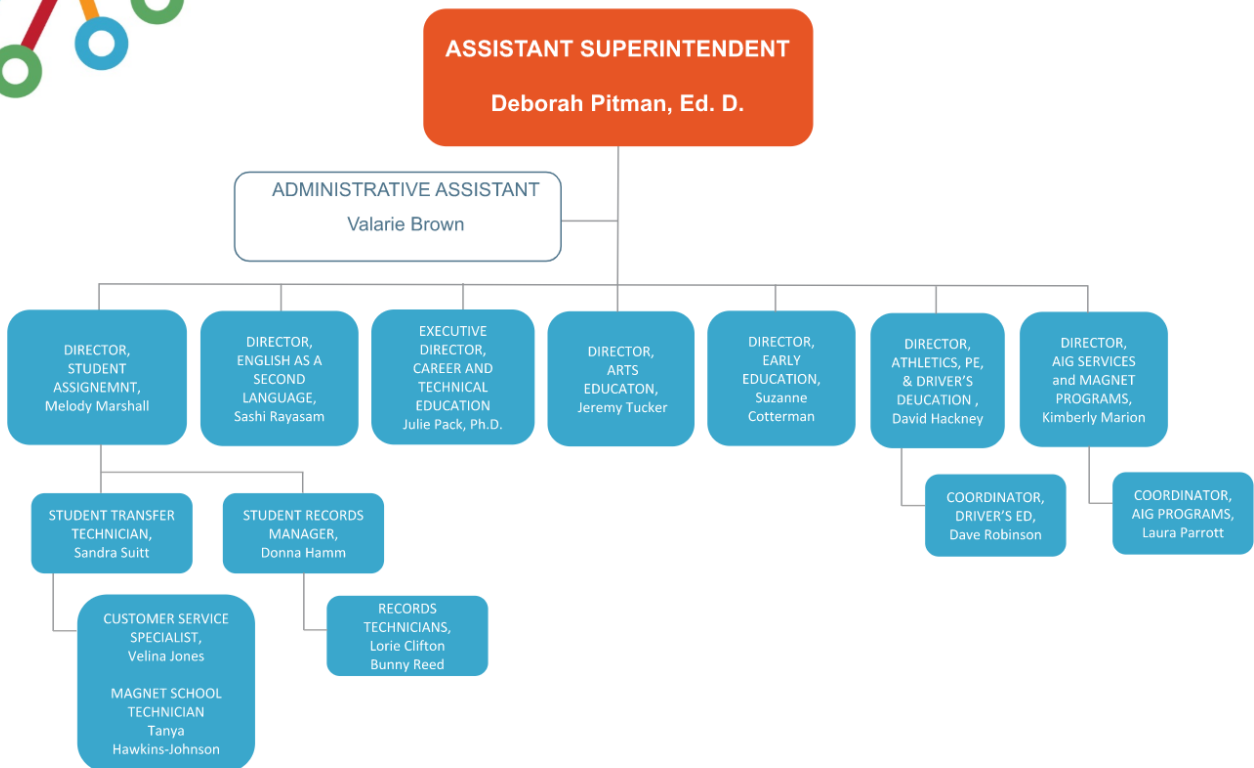 ASSISTANT SUPERINTENDENT
Deborah Pitman, Ed. D.
ADMINISTRATIVE ASSISTANT
Valarie Brown
DIRECTOR,
STUDENT
ASSIGNEMNT,
Melody Marshall
DIRECTOR,
ENGLISH AS A
SECOND
LANGUAGE,
Sashi Rayasam
EXECUTIVE
DIRECTOR,
CAREER AND
TECHNICAL
EDUCATION
Julie Pack, Ph.D.
DIRECTOR,
ARTS
EDUCATON,
Jeremy Tucker
DIRECTOR,
EARLY
EDUCATION,
Suzanne
Cotterman
DIRECTOR,
ATHLETICS, PE,
& DRIVER'S
DEUCATION ,
David Hackney
DIRECTOR,
AIG SERVICES
and MAGNET
PROGRAMS,
Kimberly Marion
STUDENT TRANSFER
TECHNICIAN,
Sandra Suitt
STUDENT RECORDS
MANAGER,
Donna Hamm
COORDINATOR,
DRIVER'S ED,
Dave Robinson
COORDINATOR,
AIG PROGRAMS,
Laura Parrott
CUSTOMER SERVICE
SPECIALIST,
Velina Jones
MAGNET SCHOOL
TECHNICIAN
Tanya
Hawkins-Johnson
RECORDS
TECHNICIANS,
Lorie Clifton
Bunny Reed